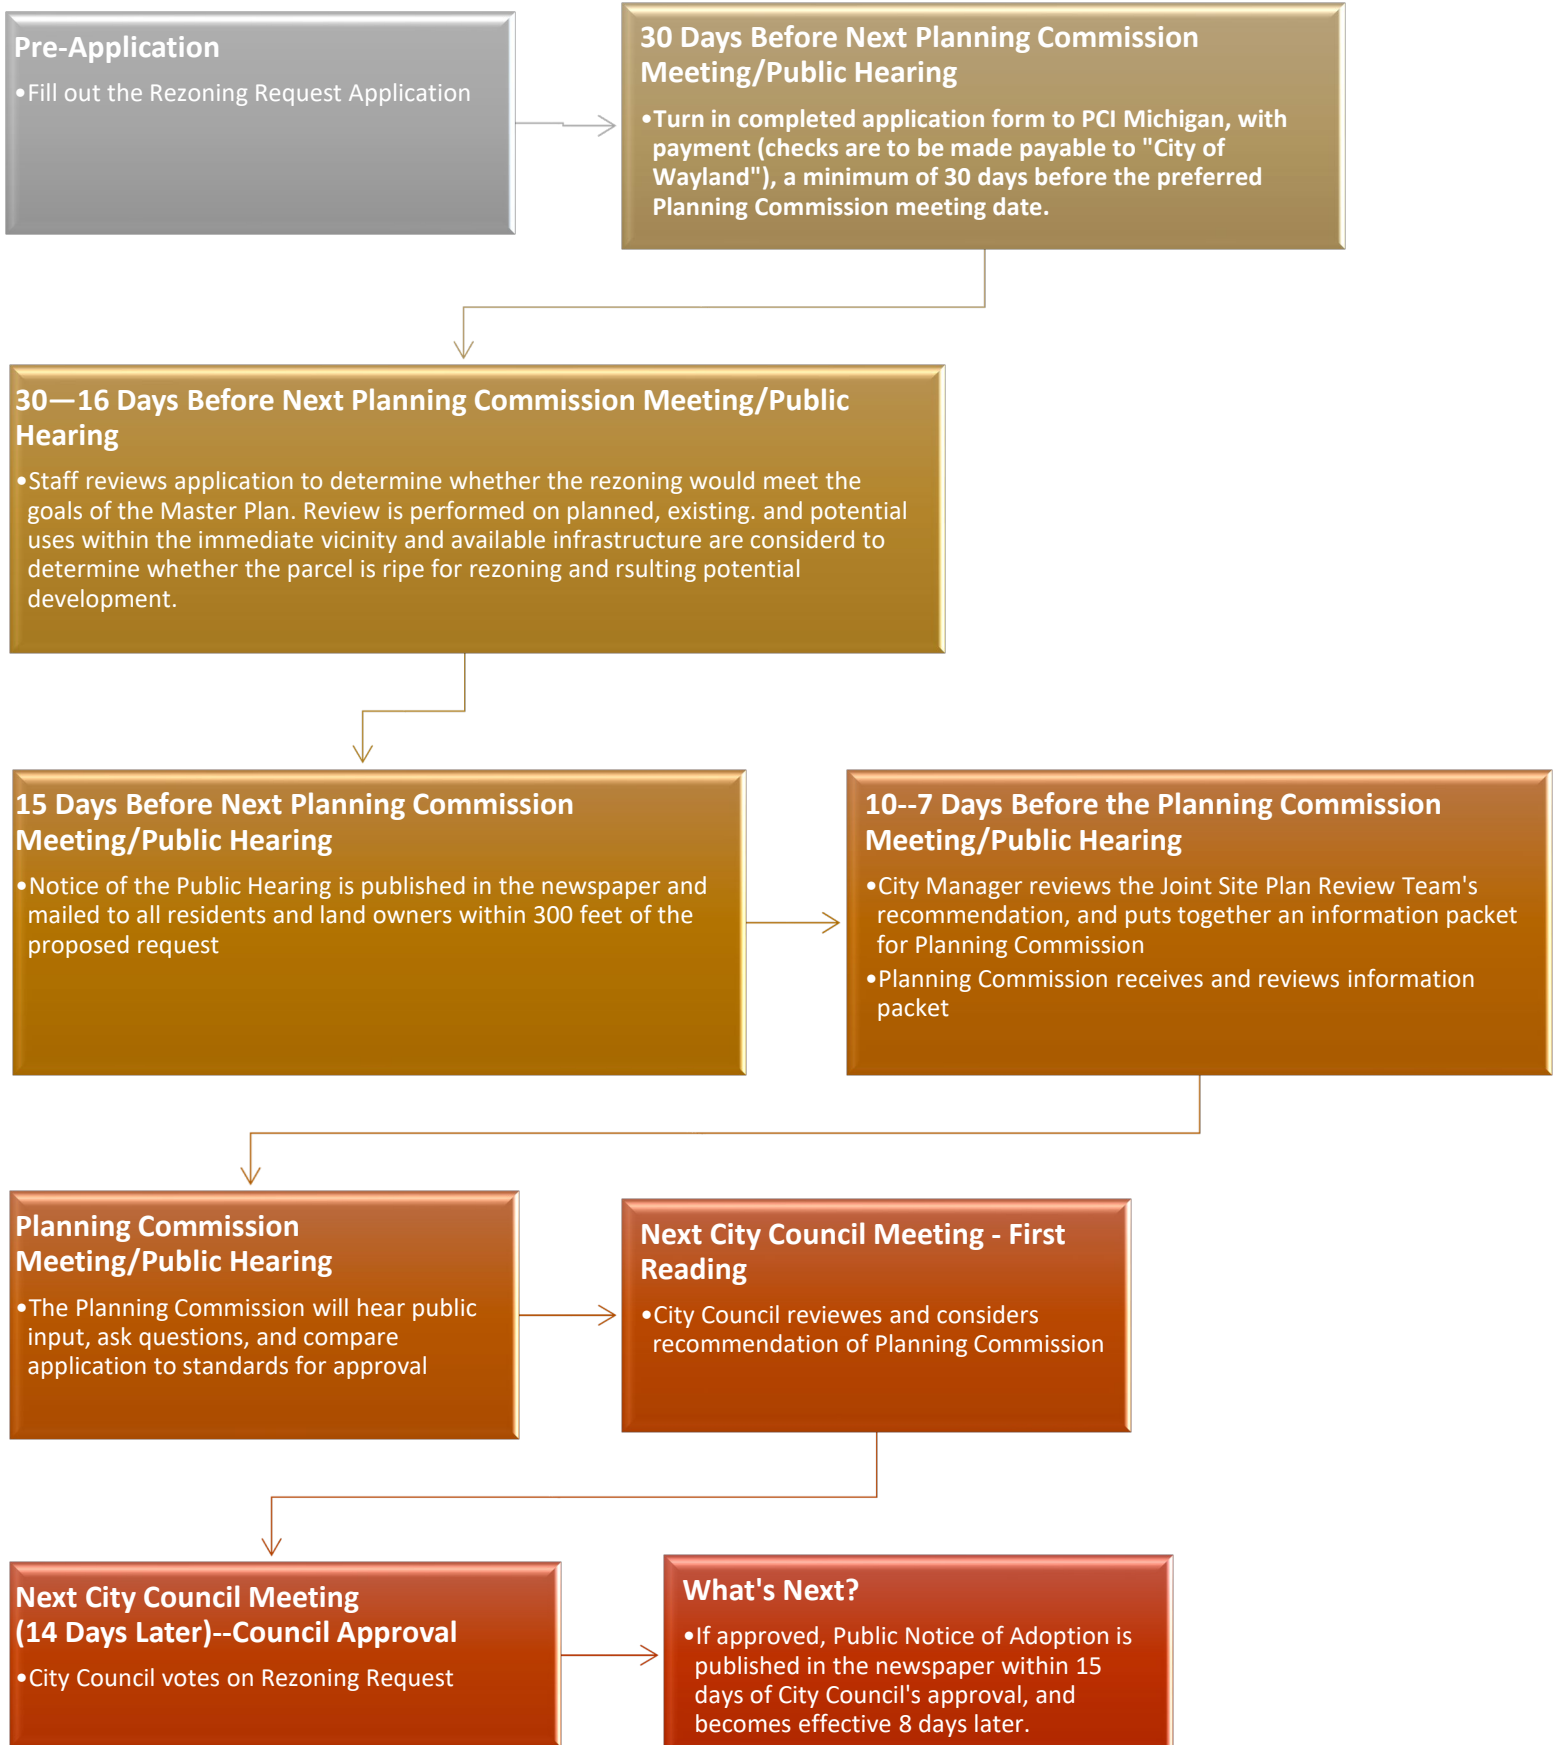 Pre-Application
•Fill out the Rezoning Request Application
30 Days Before Next Planning Commission
Meeting/Public Hearing
•Turn in completed application form to PCI Michigan, with
payment (checks are to be made payable to "City of
Wayland"), a minimum of 30 days before the preferred
Planning Commission meeting date.
30—16 Days Before Next Planning Commission Meeting/Public
Hearing
•Staff reviews application to determine whether the rezoning would meet the
goals of the Master Plan. Review is performed on planned, existing. and potential
uses within the immediate vicinity and available infrastructure are considerd to
determine whether the parcel is ripe for rezoning and rsulting potential
development.
15 Days Before Next Planning Commission
Meeting/Public Hearing
•Notice of the Public Hearing is published in the newspaper and
mailed to all residents and land owners within 300 feet of the
proposed request
10--7 Days Before the Planning Commission
Meeting/Public Hearing
•City Manager reviews the Joint Site Plan Review Team's
recommendation, and puts together an information packet
for Planning Commission
•Planning Commission receives and reviews information
packet
Planning Commission
Meeting/Public Hearing
•The Planning Commission will hear public
input, ask questions, and compare
application to standards for approval
Next City Council Meeting - First
Reading
•City Council reviewes and considers
recommendation of Planning Commission
Next City Council Meeting
(14 Days Later)--Council Approval
•City Council votes on Rezoning Request
What's Next?
•If approved, Public Notice of Adoption is
published in the newspaper within 15
days of City Council's approval, and
becomes effective 8 days later.